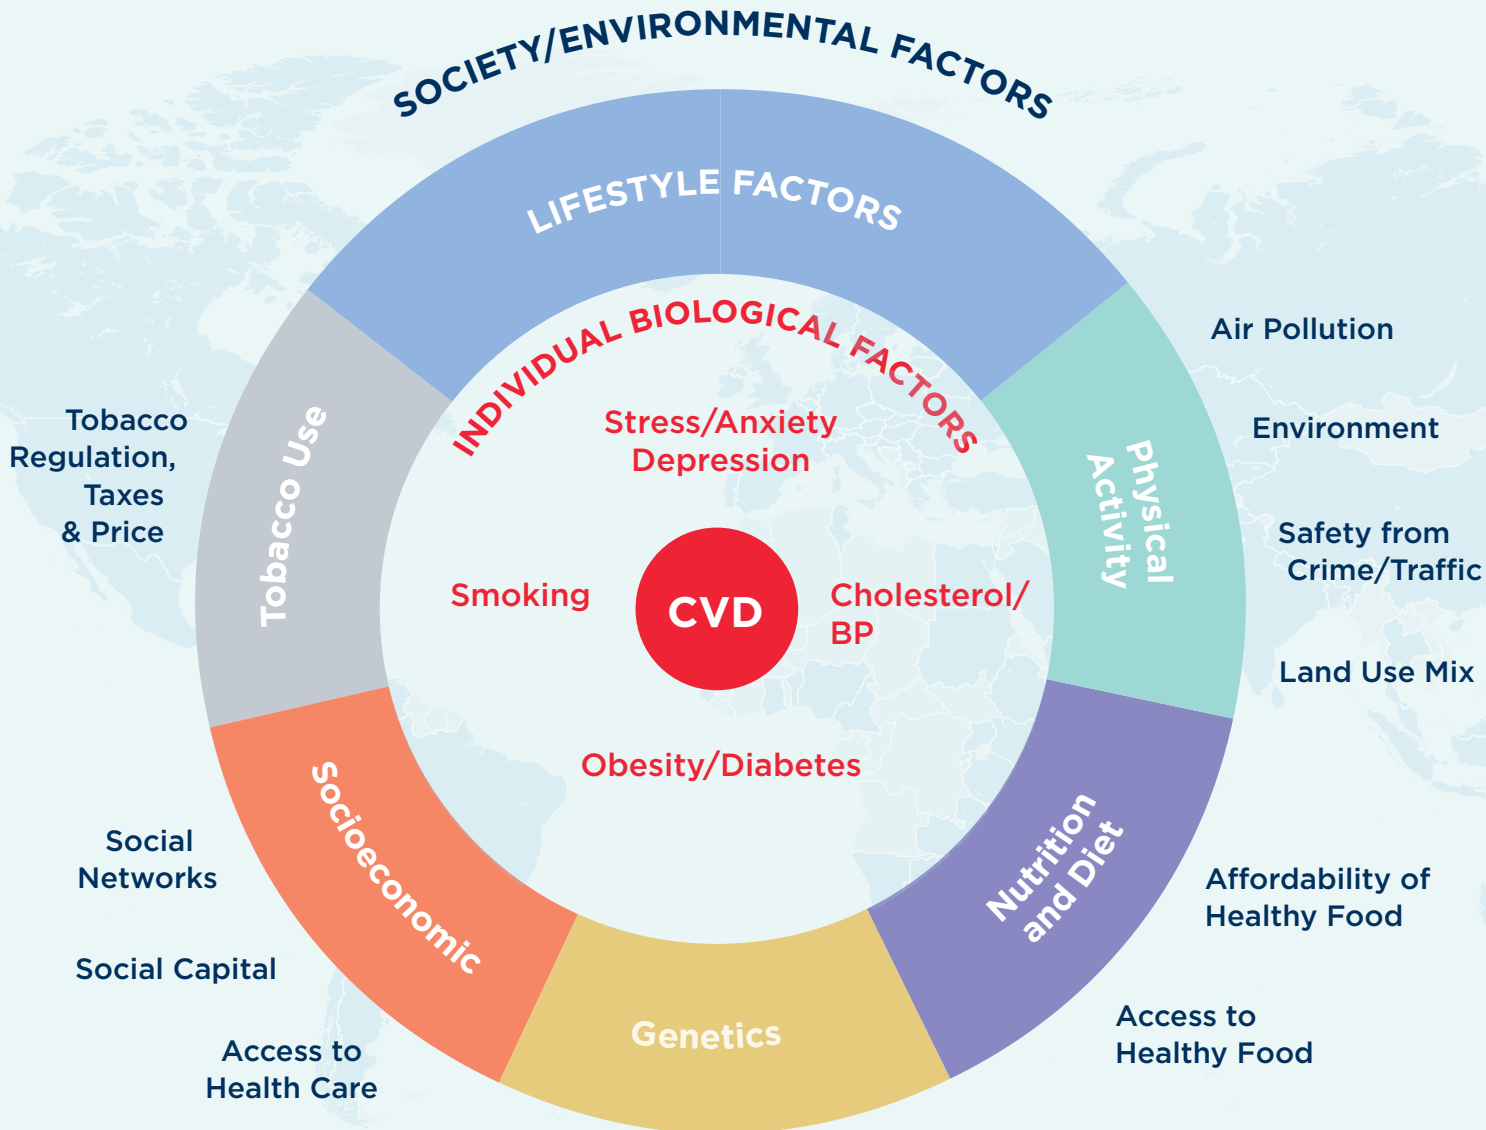 SOCIETY/ENVIRONMENTAL FACTORS
LIFESTYLE FACTORS
INDIVIDUAL BIOLOGICAL FACTORS
Stress/Anxiety
Depression
Smoking
CVD
Cholesterol/
BP
Obesity/Diabetes
Tobacco Use
Physical
Activity
Nutrition
and Diet
Genetics
Socioeconomic
Tobacco
Regulation,
Taxes
& Price
Air Pollution
Environment
Safety from
Crime/Traffic
Land Use Mix
Affordability of
Healthy Food
Access to
Healthy Food
Social
Networks
Social Capital
Access to
Health Care